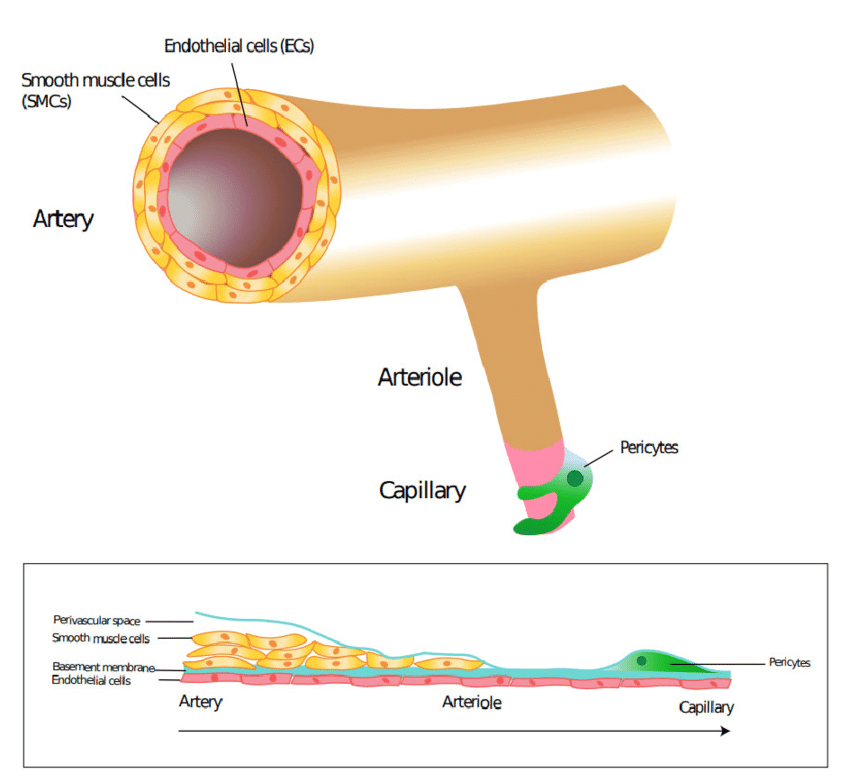 Endothelial cells (ECs)
Smooth muscle cells
(SMCs)
Artery
Arteriole
Pericytes
Capillary
Perivascular space
Smooth muscle cells
Basement membrane
Endothelial cells
Pericytes
Artery
Arteriole
Capillary